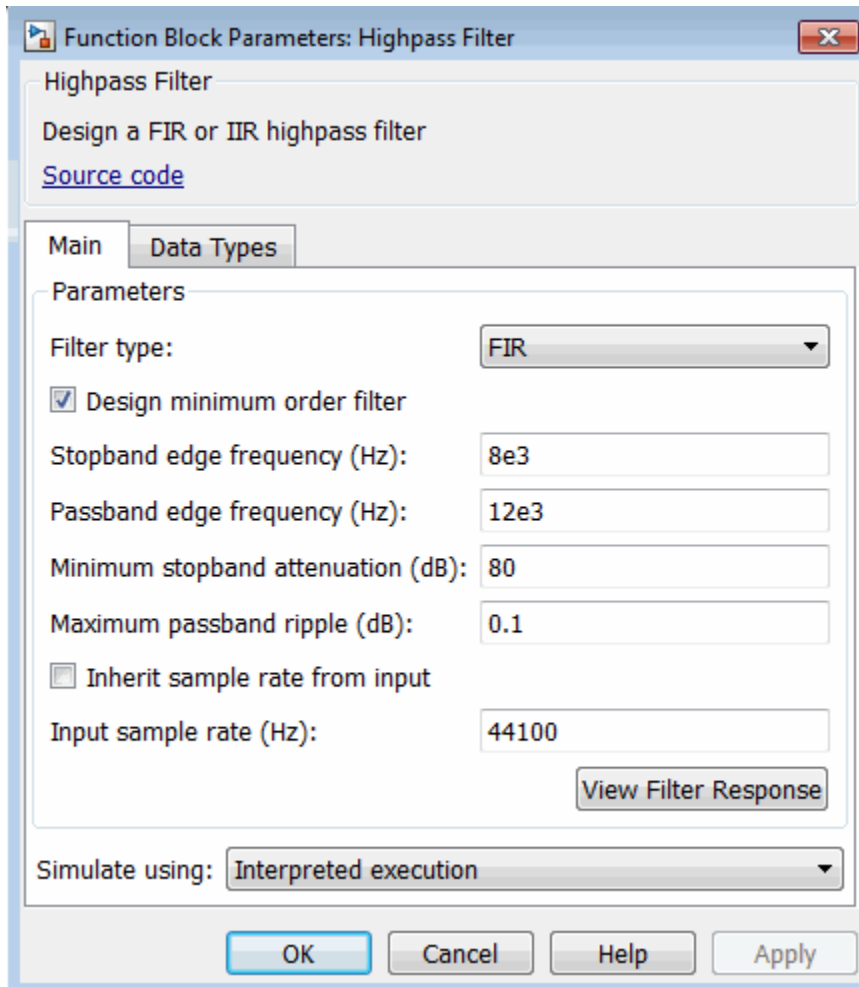 Function Block Parameters: Highpass Filter
Highpass Filter
Design a FIR or IIR highpass filter
Source code
Main Data Types
Parameters
Filter type: FIR
Design minimum order filter
Stopband edge frequency (Hz): 8e3
Passband edge frequency (Hz): 12e3
Minimum stopband attenuation (dB): 80
Maximum passband ripple (dB): 0.1
Inherit sample rate from input
Input sample rate (Hz): 44100
View Filter Response
Simulate using: Interpreted execution
OK Cancel Help Apply